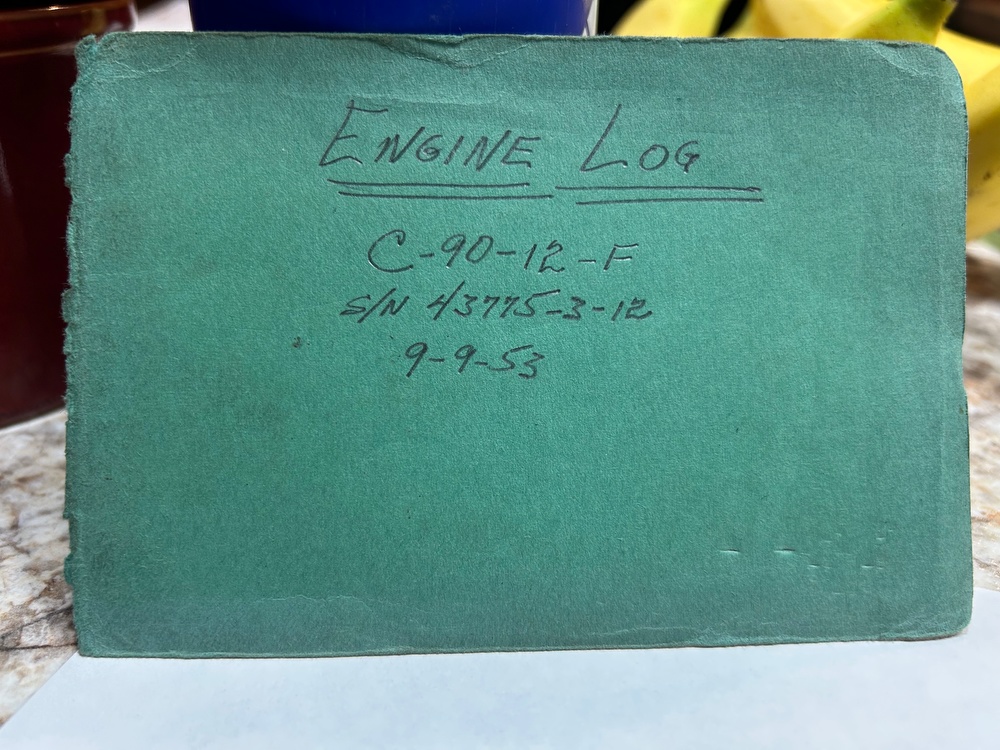 ENGINE LOG
C-90-12-F
S/N 43775-3-12
9-9-53